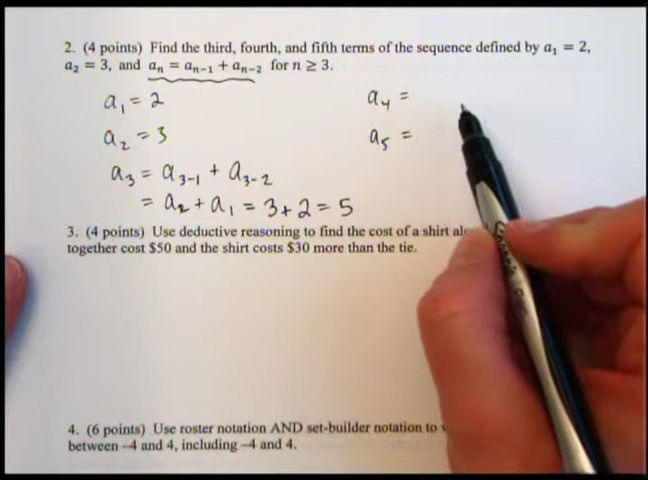 2. (4 points) Find the third, fourth, and fifth terms of the sequence defined by a₁ = 2,
a₂ = 3, and aₙ = aₙ₋₁ + aₙ₋₂ for n ≥ 3.
a₁ = 2
a₂ = 3
a₃ = a₃₋₁ + a₃₋₂
= a₂ + a₁ = 3 + 2 = 5
a₄ =
a₅ =
3. (4 points) Use deductive reasoning to find the cost of a shirt
together cost $50 and the shirt costs $30 more than the tie.
4. (6 points) Use roster notation AND set-builder notation to
between –4 and 4, including –4 and 4.